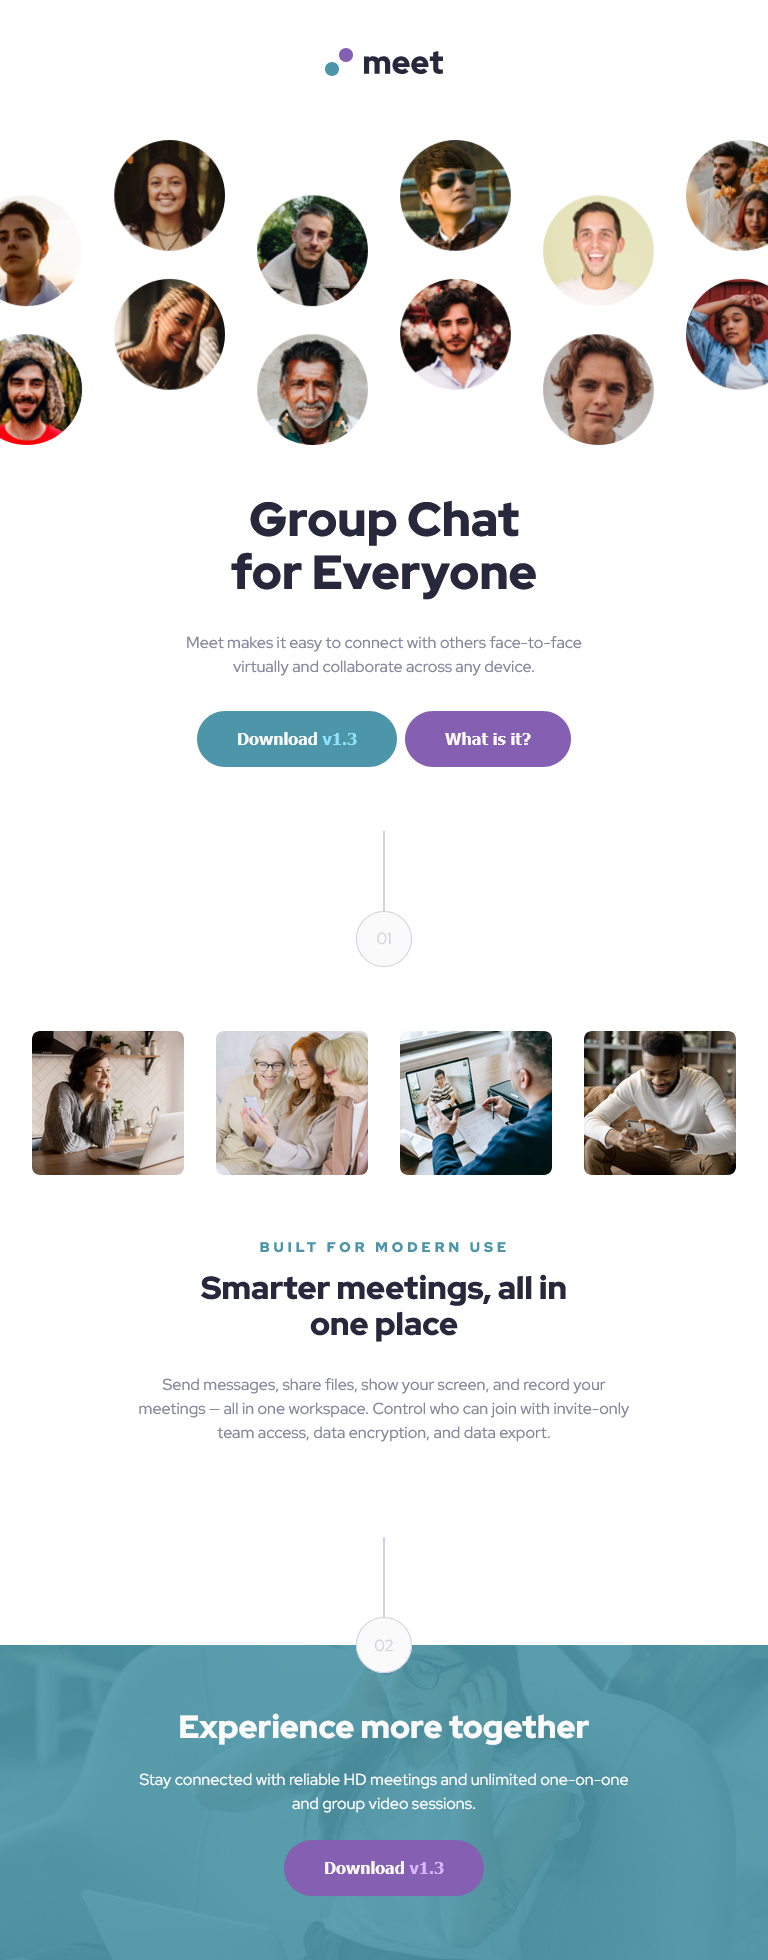 meet
Group Chat
for Everyone
Meet makes it easy to connect with others face-to-face
virtually and collaborate across any device.
Download v1.3
What is it?
01
BUILT FOR MODERN USE
Smarter meetings, all in
one place
Send messages, share files, show your screen, and record your
meetings — all in one workspace. Control who can join with invite-only
team access, data encryption, and data export.
02
Experience more together
Stay connected with reliable HD meetings and unlimited one-on-one
and group video sessions.
Download v1.3